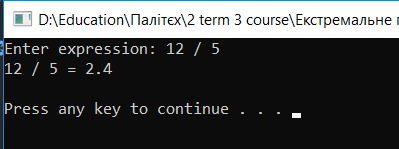 D:\Education\Палітєх\2 term 3 course\Екстремальне
Enter expression: 12 / 5
12 / 5 = 2.4
Press any key to continue . . .